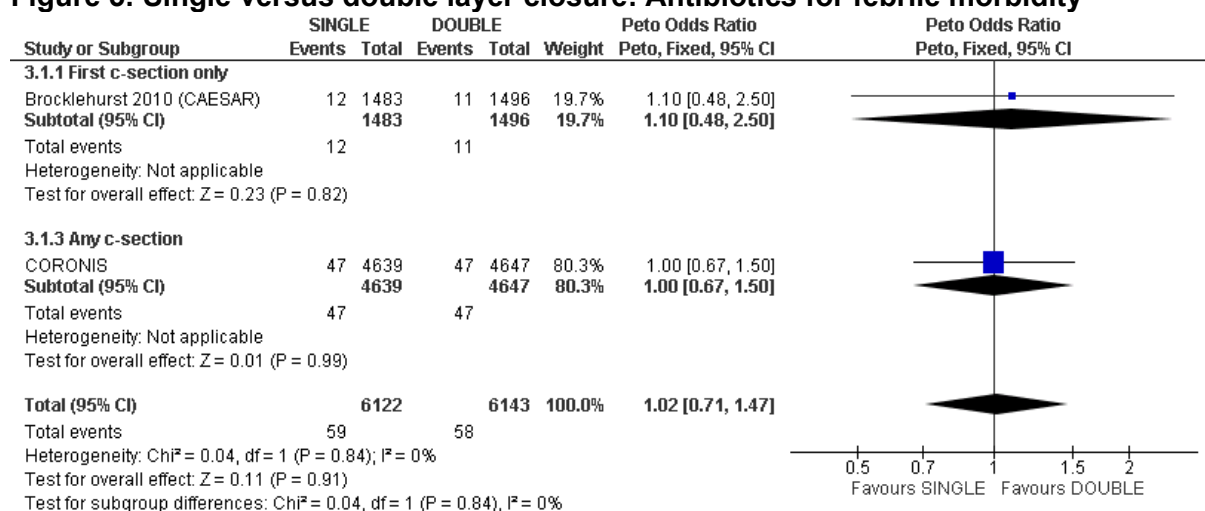 Figure 6: Single versus double layer closure: Antibiotics for febrile morbidity
SINGLE DOUBLE Peto Odds Ratio Peto Odds Ratio
Study or Subgroup Events Total Events Total Weight Peto, Fixed, 95% CI Peto, Fixed, 95% CI
3.1.1 First c-section only
Brocklehurst 2010 (CAESAR) 12 1483 11 1496 19.7% 1.10 [0.48, 2.50]
Subtotal (95% CI) 1483 1496 19.7% 1.10 [0.48, 2.50]
Total events 12 11
Heterogeneity: Not applicable
Test for overall effect: Z = 0.23 (P = 0.82)
3.1.3 Any c-section
CORONIS 47 4639 47 4647 80.3% 1.00 [0.67, 1.50]
Subtotal (95% CI) 4639 4647 80.3% 1.00 [0.67, 1.50]
Total events 47 47
Heterogeneity: Not applicable
Test for overall effect: Z = 0.01 (P = 0.99)
Total (95% CI) 6122 6143 100.0% 1.02 [0.71, 1.47]
Total events 59 58
Heterogeneity: Chi² = 0.04, df = 1 (P = 0.84); I² = 0%
Test for overall effect: Z = 0.11 (P = 0.91)
Test for subgroup differences: Chi² = 0.04, df = 1 (P = 0.84), I² = 0%
0.5 0.7 1 1.5 2
Favours SINGLE Favours DOUBLE